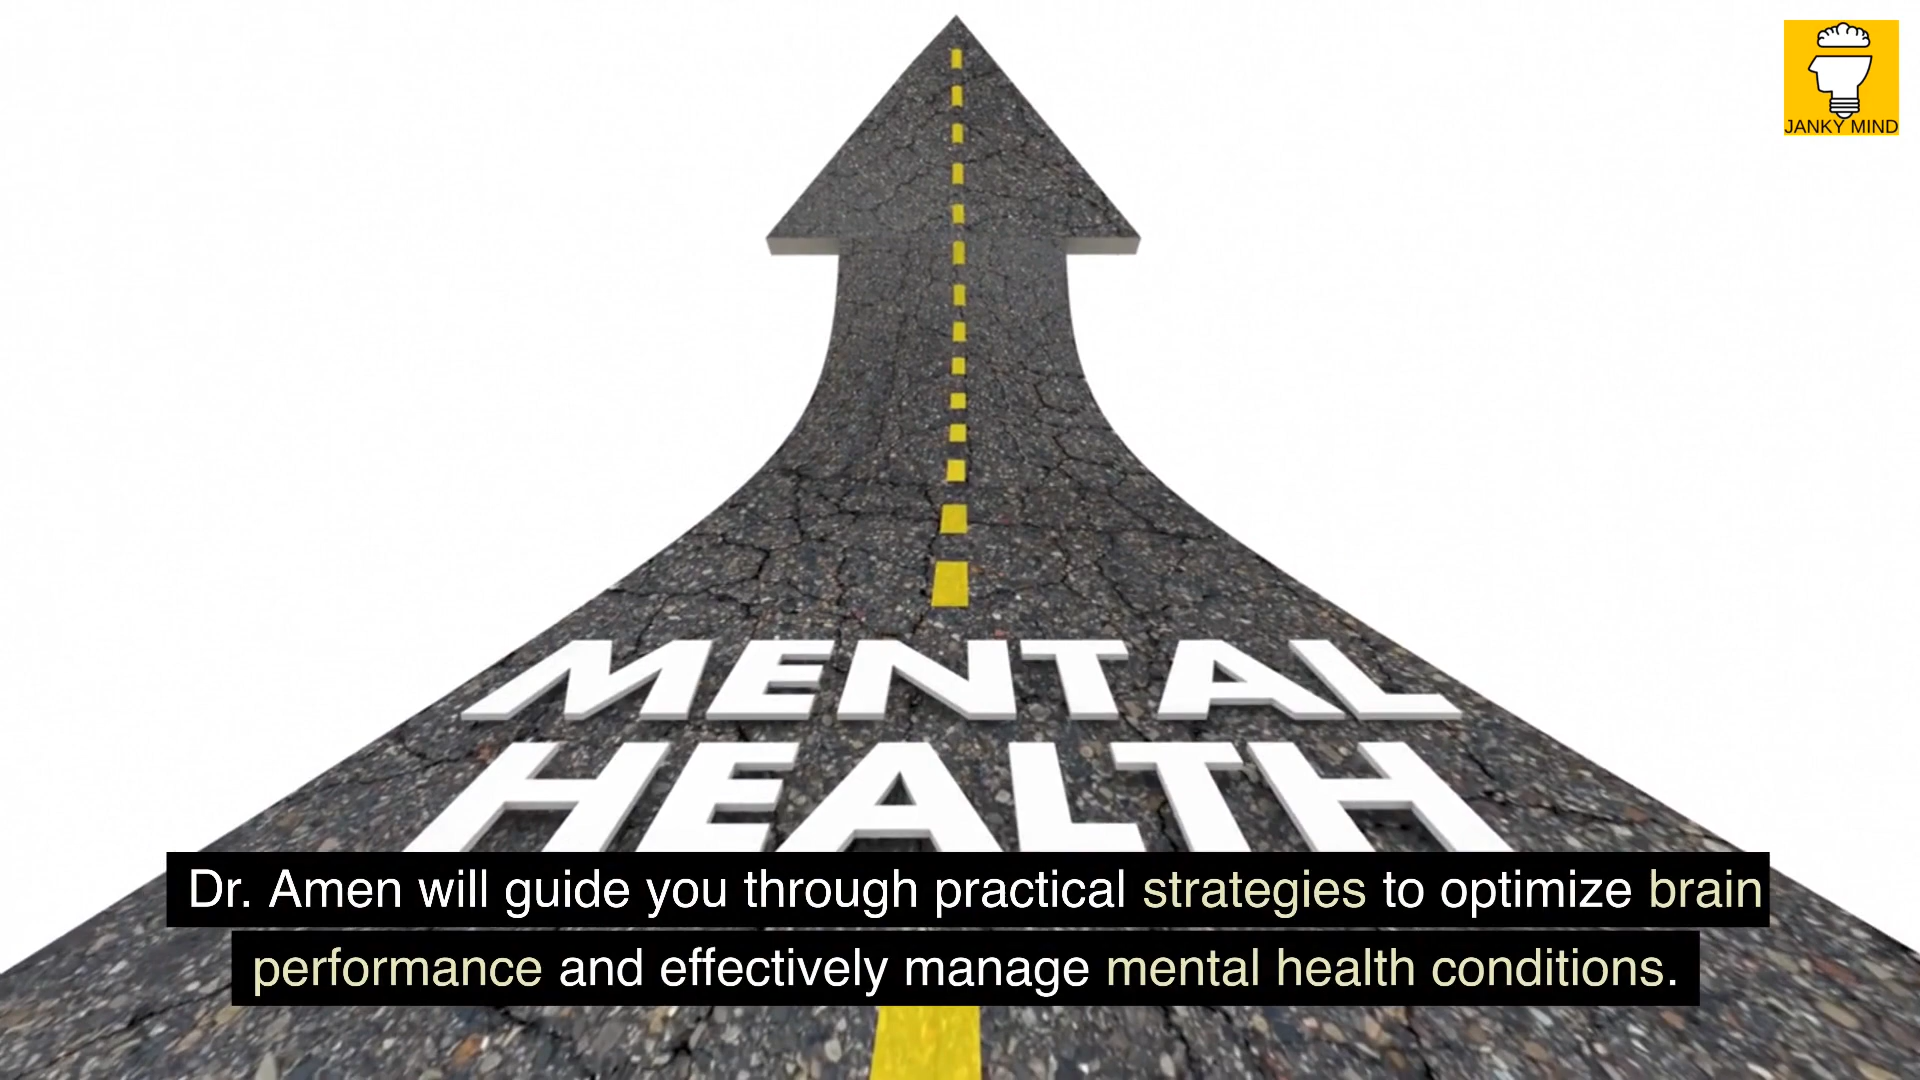 JANKY MIND
MENTAL
HEALTH
Dr. Amen will guide you through practical strategies to optimize brain
performance and effectively manage mental health conditions.